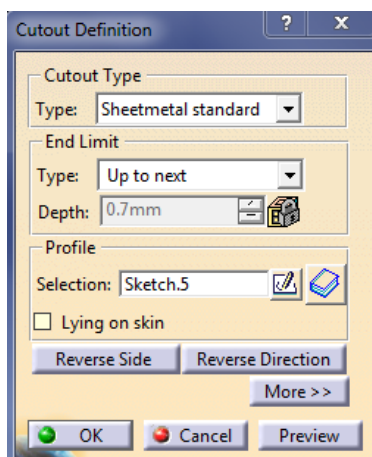 Cutout Definition ? X
Cutout Type
Type: Sheetmetal standard
End Limit
Type: Up to next
Depth: 0.7mm
Profile
Selection: Sketch.5
Lying on skin
Reverse Side Reverse Direction
More >>
OK Cancel Preview